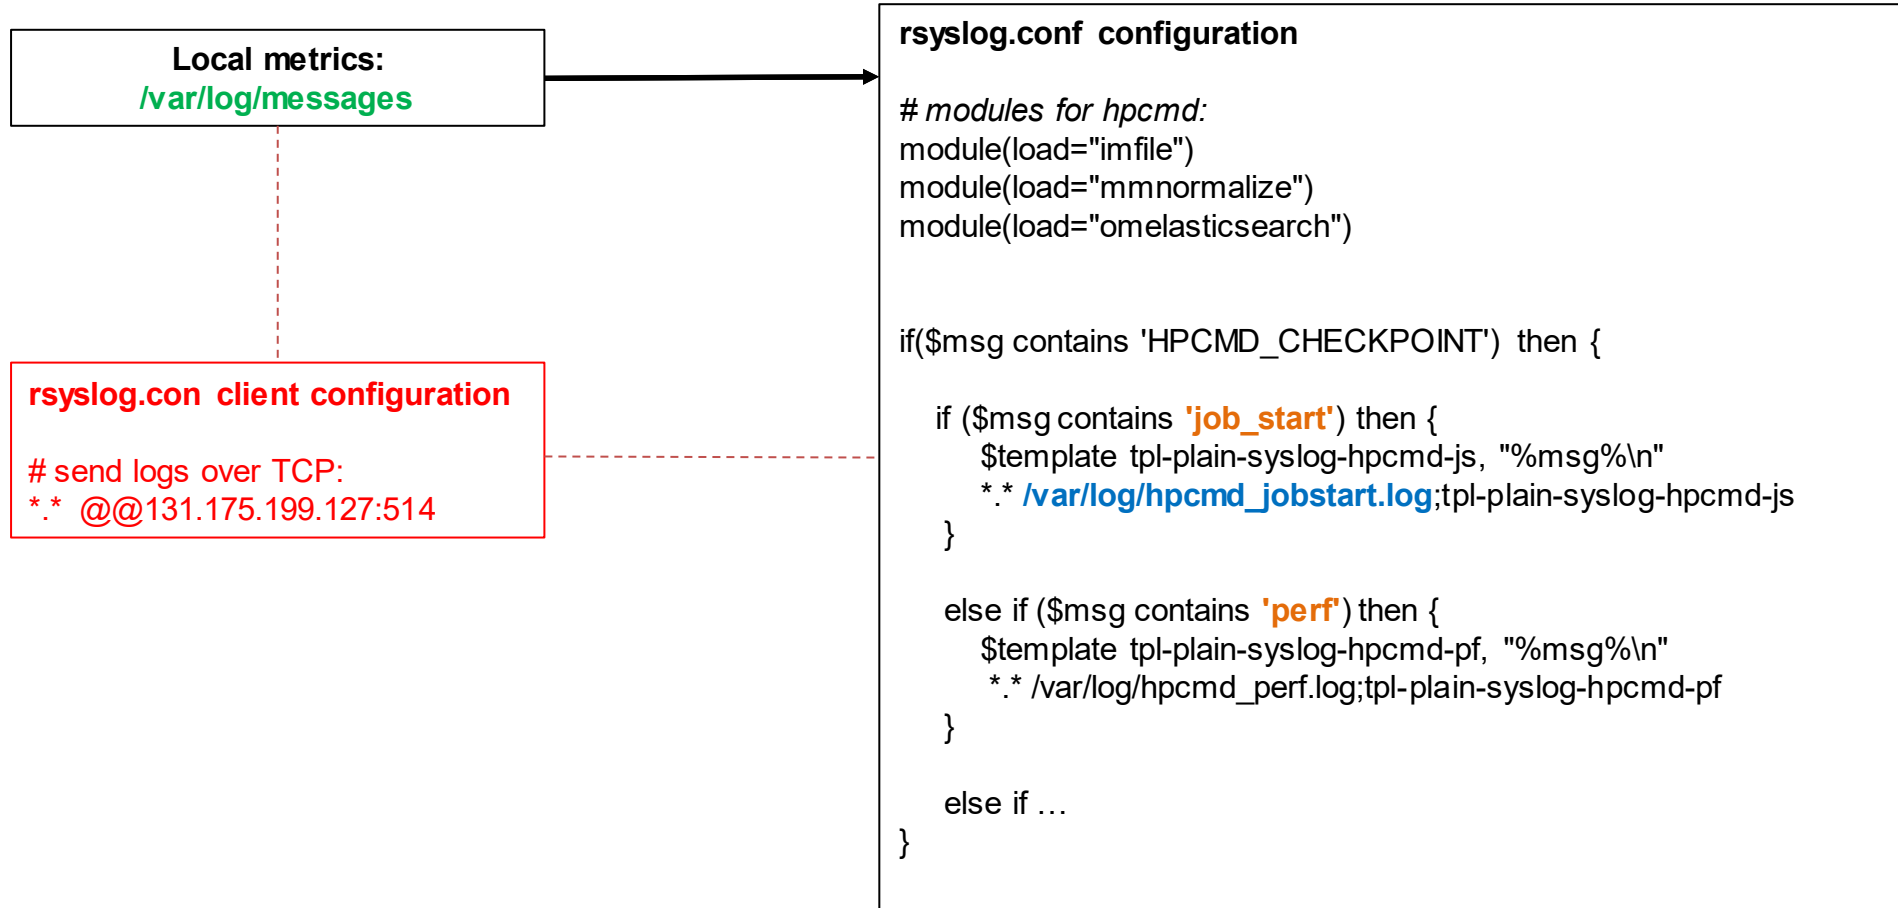 Local metrics:
/var/log/messages
rsyslog.con client configuration
# send logs over TCP:
*.* @@131.175.199.127:514
rsyslog.conf configuration
# modules for hpcmd:
module(load="imfile")
module(load="mmnormalize")
module(load="omelasticsearch")
if($msg contains 'HPCMD_CHECKPOINT') then {
if ($msg contains 'job_start') then {
$template tpl-plain-syslog-hpcmd-js, "%msg%\n"
*.* /var/log/hpcmd_jobstart.log;tpl-plain-syslog-hpcmd-js
}
else if ($msg contains 'perf') then {
$template tpl-plain-syslog-hpcmd-pf, "%msg%\n"
*.* /var/log/hpcmd_perf.log;tpl-plain-syslog-hpcmd-pf
}
else if …
}